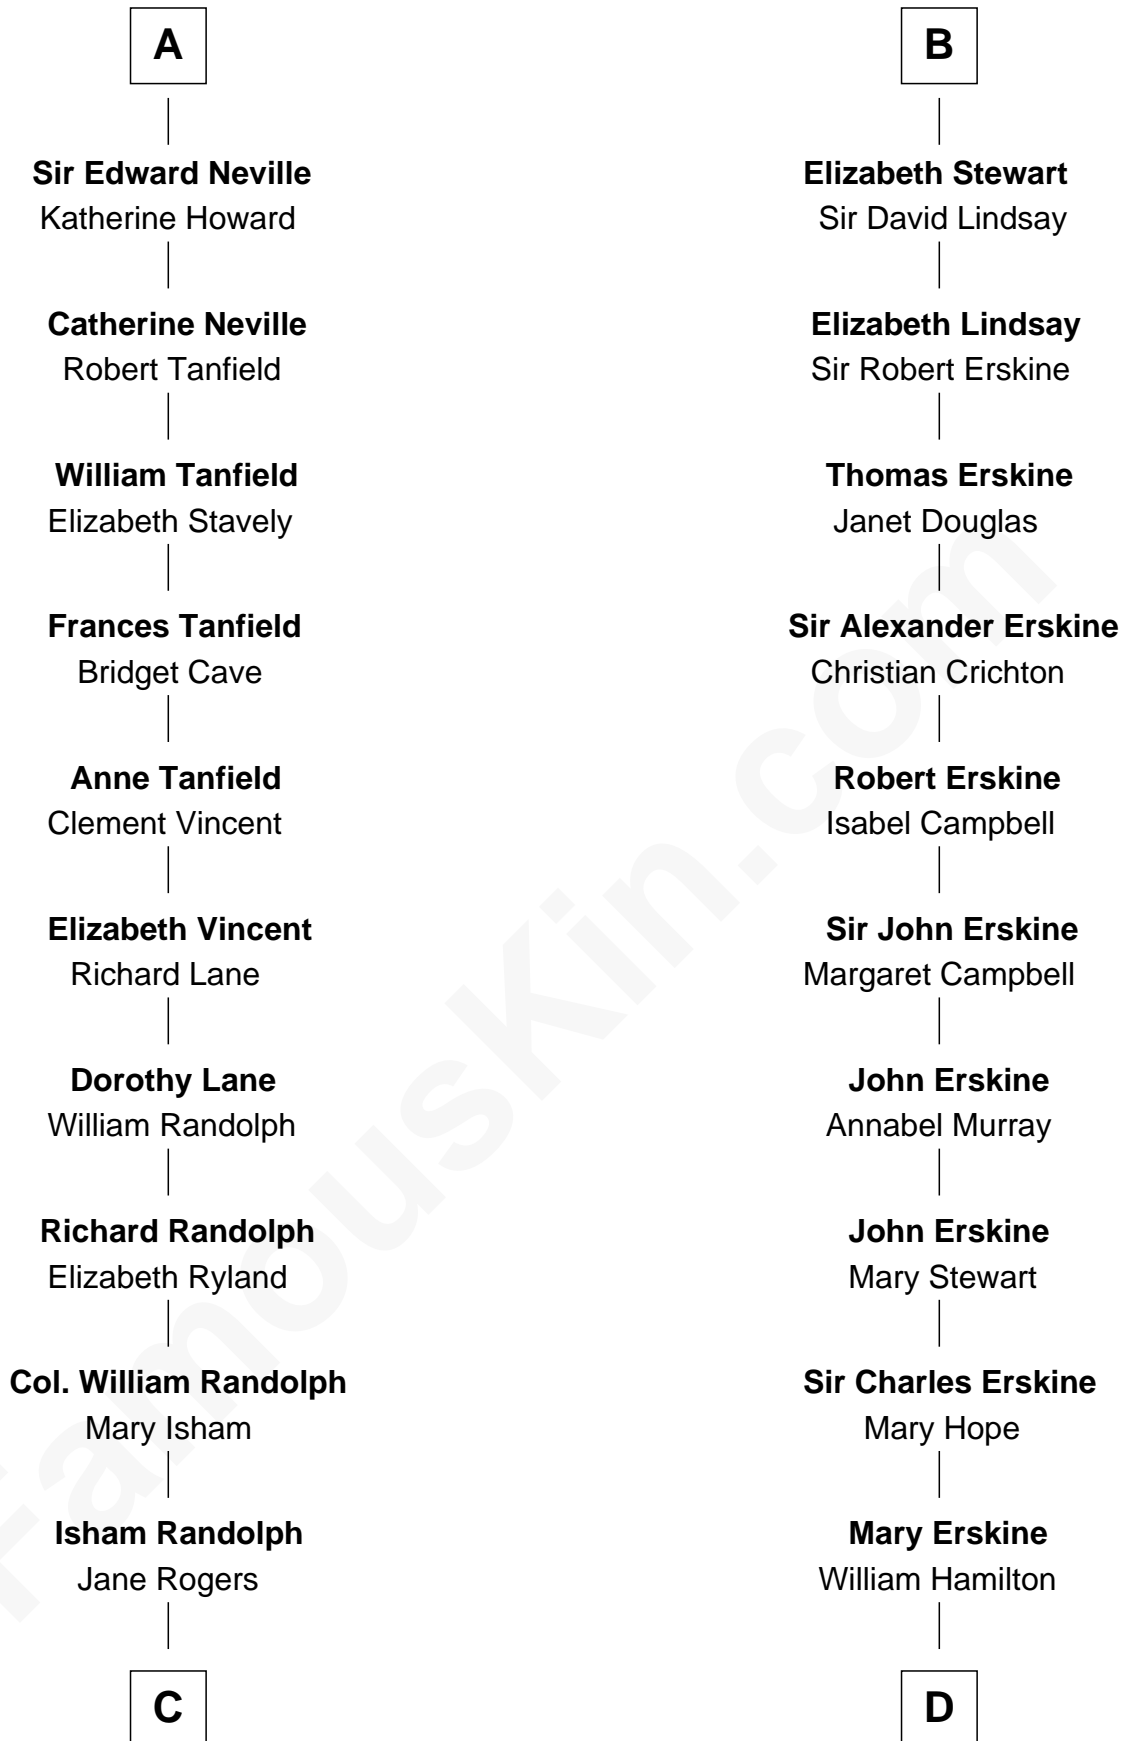 A
Sir Edward Neville
Katherine Howard
Catherine Neville
Robert Tanfield
William Tanfield
Elizabeth Stavely
Frances Tanfield
Bridget Cave
Anne Tanfield
Clement Vincent
Elizabeth Vincent
Richard Lane
Dorothy Lane
William Randolph
Richard Randolph
Elizabeth Ryland
Col. William Randolph
Mary Isham
Isham Randolph
Jane Rogers
C
B
Elizabeth Stewart
Sir David Lindsay
Elizabeth Lindsay
Sir Robert Erskine
Thomas Erskine
Janet Douglas
Sir Alexander Erskine
Christian Crichton
Robert Erskine
Isabel Campbell
Sir John Erskine
Margaret Campbell
John Erskine
Annabel Murray
John Erskine
Mary Stewart
Sir Charles Erskine
Mary Hope
Mary Erskine
William Hamilton
D
FamousKin.com